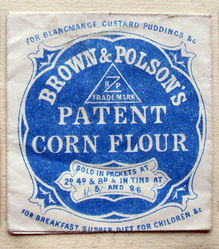 FOR BLANCMANGE CUSTARD PUDDINGS &c
BROWN & POLSON'S
B P
TRADE MARK
PATENT
CORN FLOUR
SOLD IN PACKETS AT
2D 4D & 8D & IN TINS AT
1/- 5/- AND 9/6
FOR BREAKFAST, SUPPER, DIET FOR CHILDREN, &c